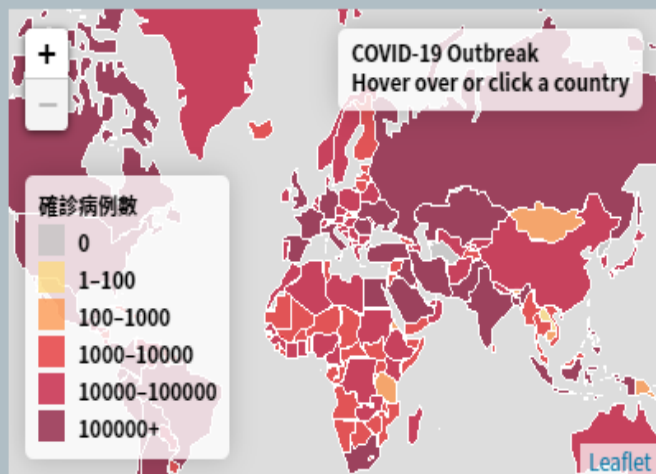 +
−
COVID-19 Outbreak
Hover over or click a country
確診病例數
0
1–100
100–1000
1000–10000
10000–100000
100000+
Leaflet